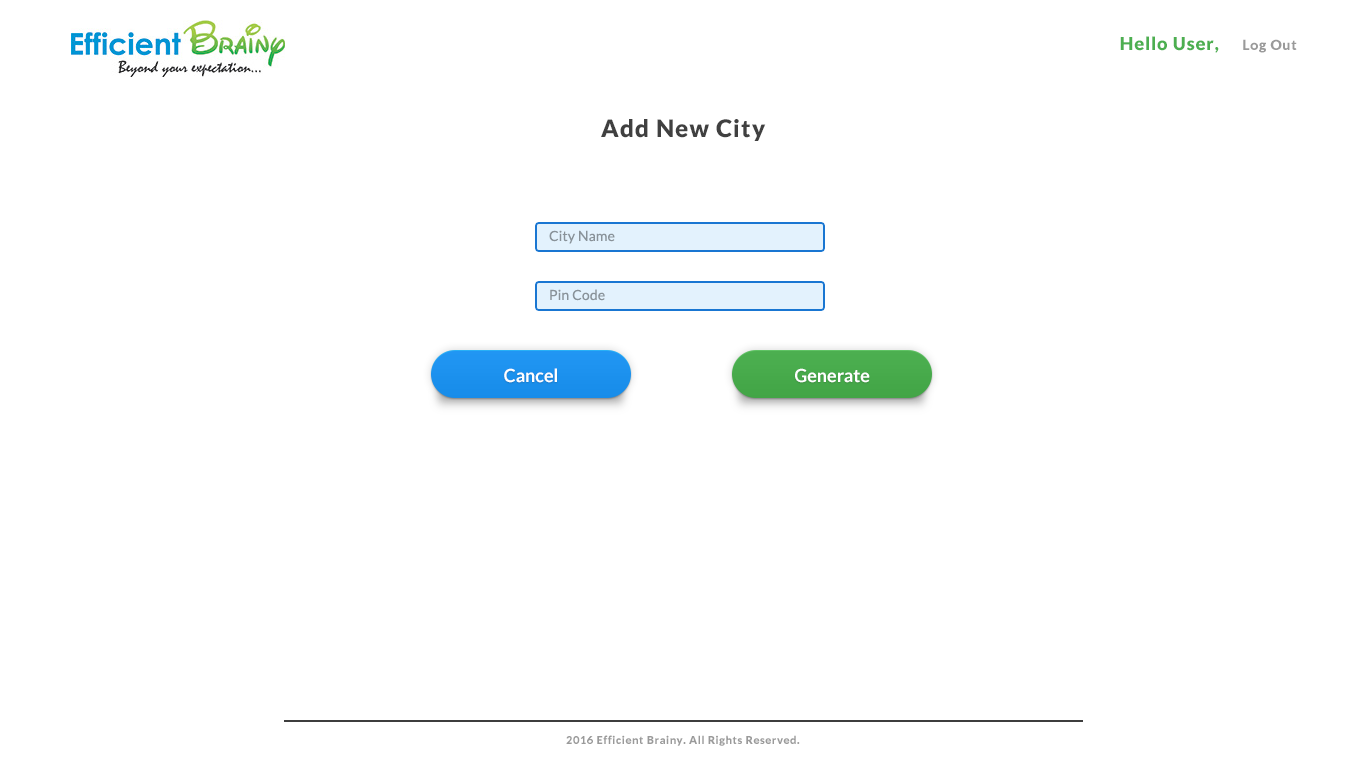 Efficient Brainy
Beyond your expectation...
Hello User, Log Out
Add New City
City Name
Pin Code
Cancel Generate
2016 Efficient Brainy. All Rights Reserved.